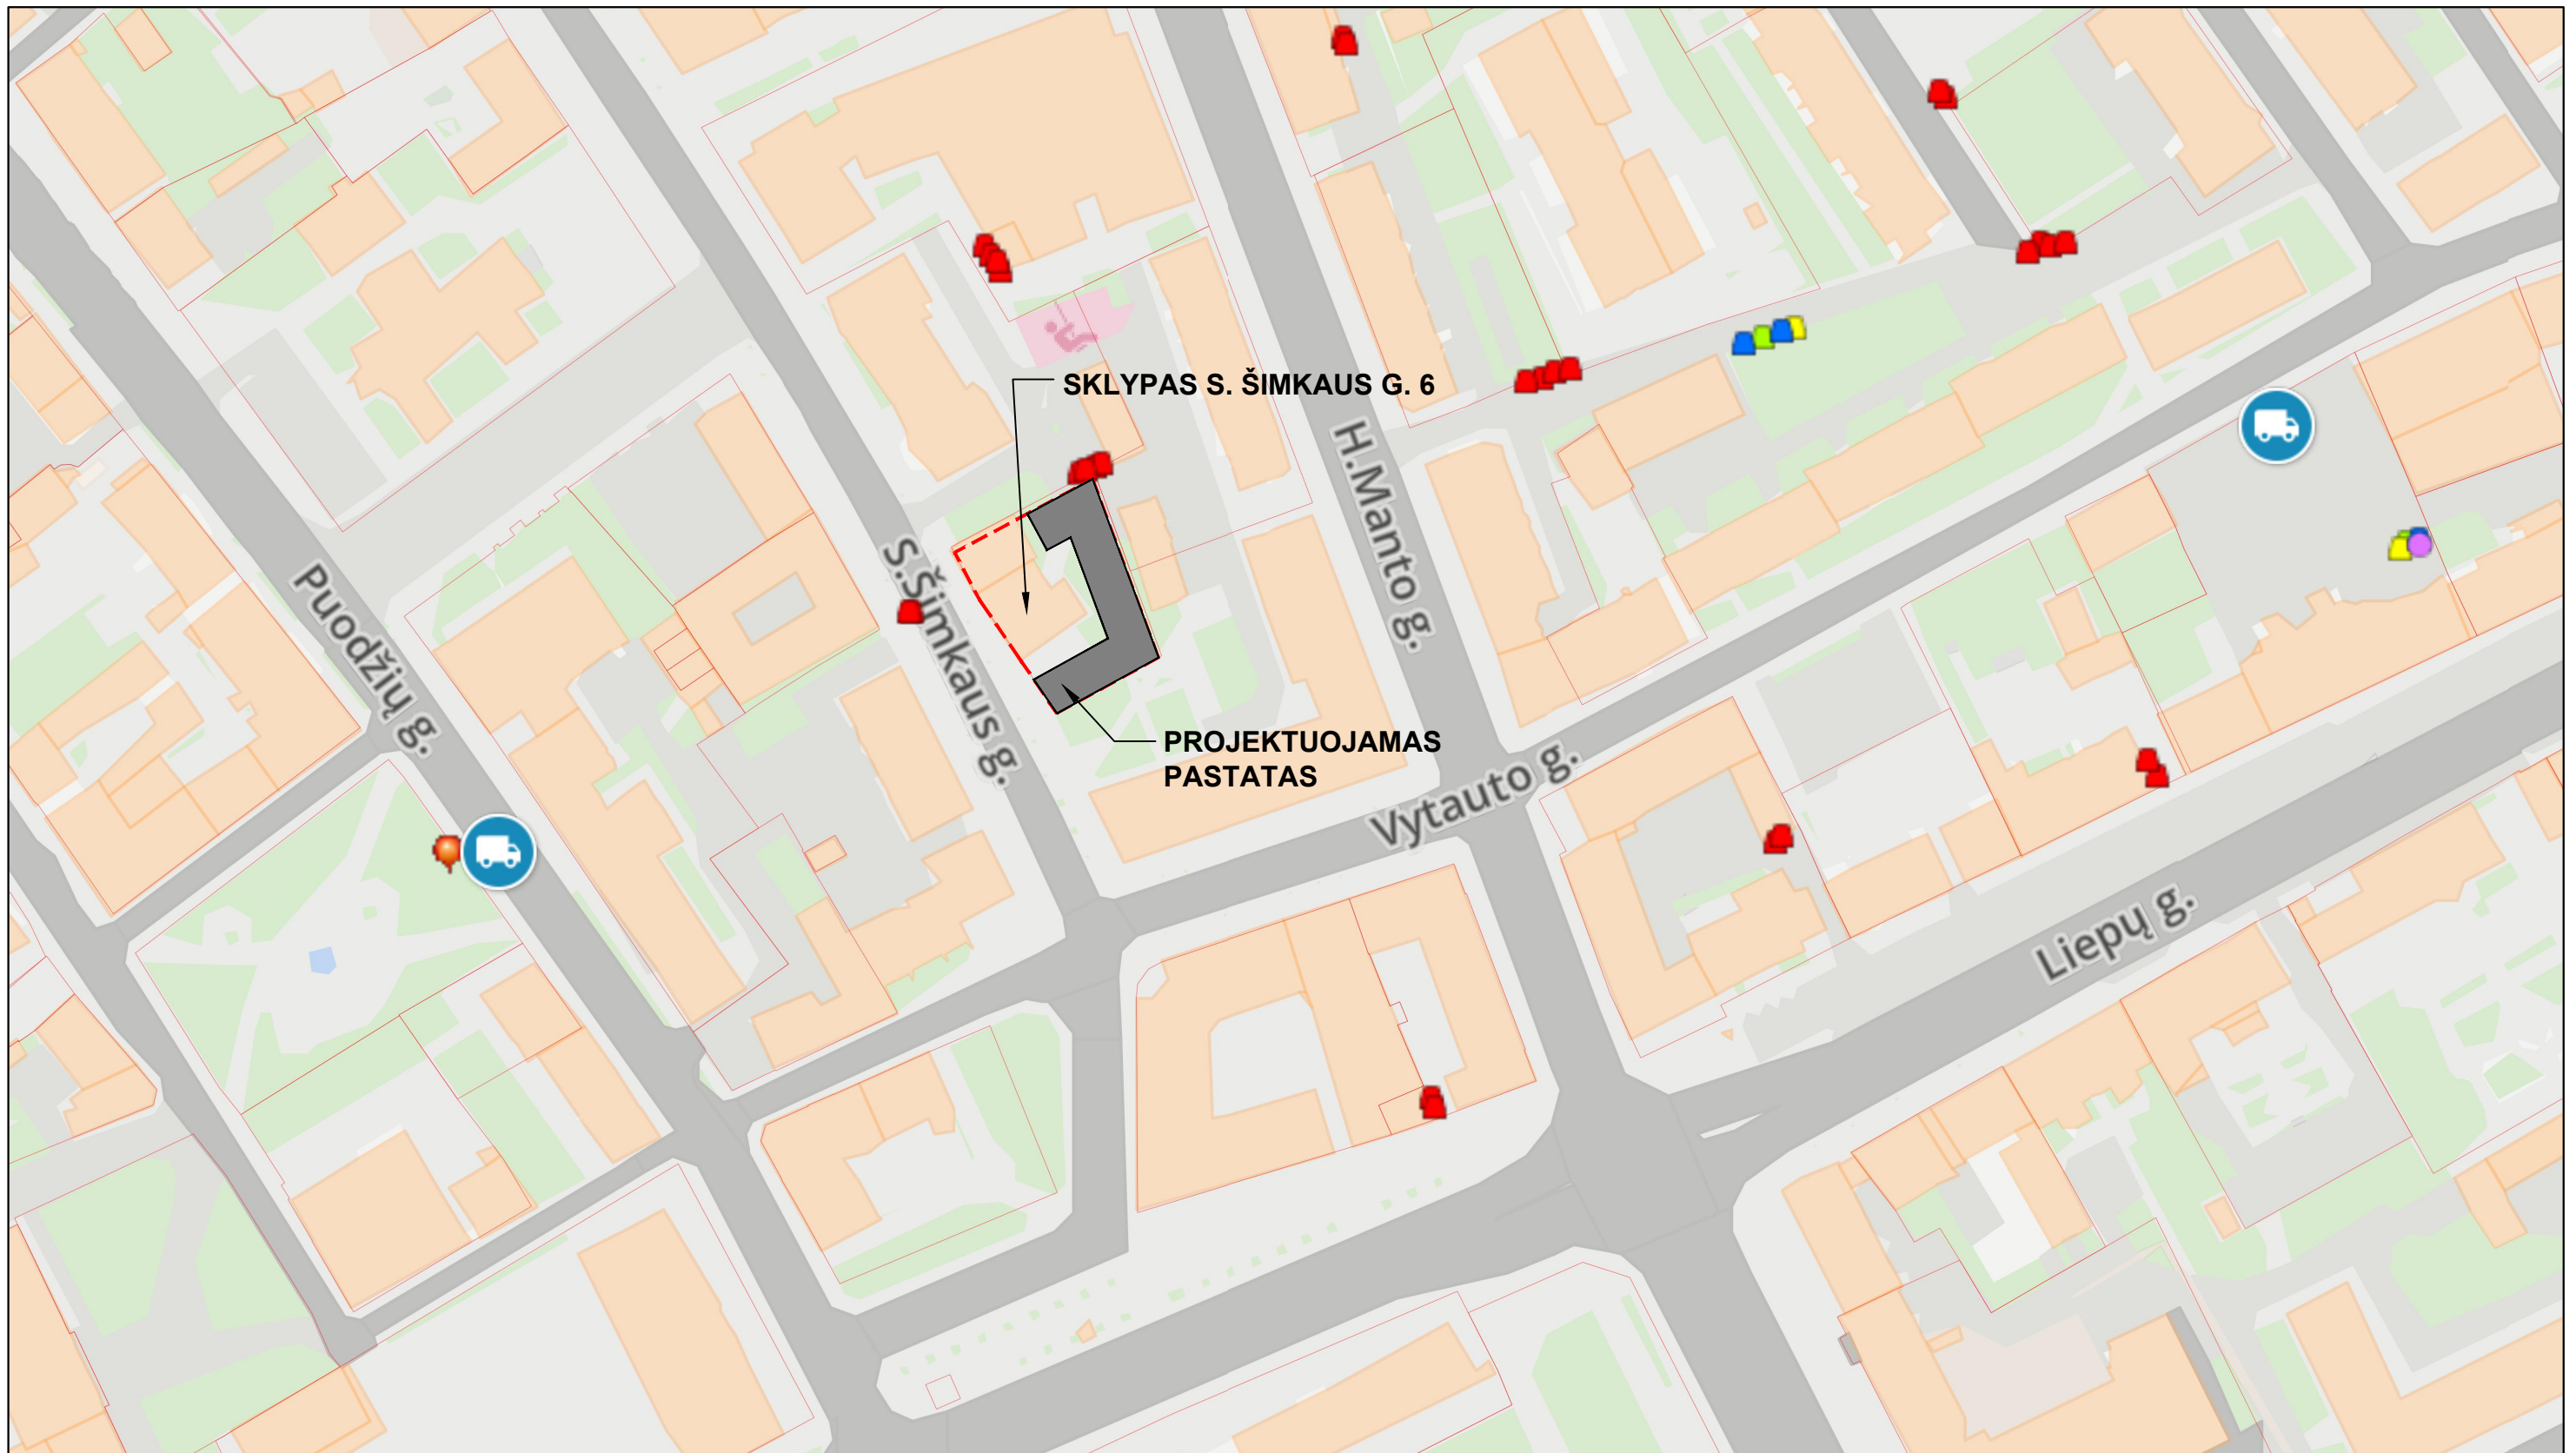 SKLYPAS S. ŠIMKAUS G. 6
H.Manto g.
S.Šimkaus g.
Puodžių g.
PROJEKTUOJAMAS
PASTATAS
Vytauto g.
Liepų g.